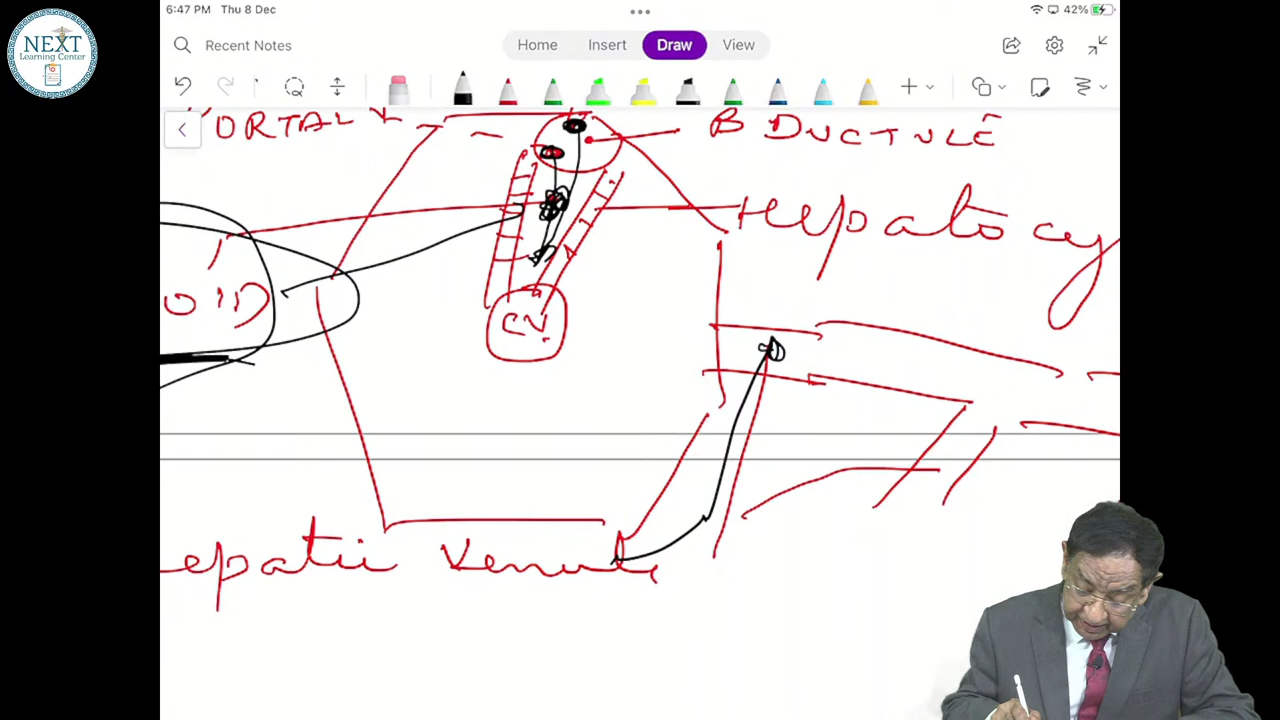 6:47 PM Thu 8 Dec
42%
NEXT
Learning Center
Recent Notes
Home Insert Draw View
ORTAL V
B DUCTULE
Hepatocy
OID
CV
epatic Venule